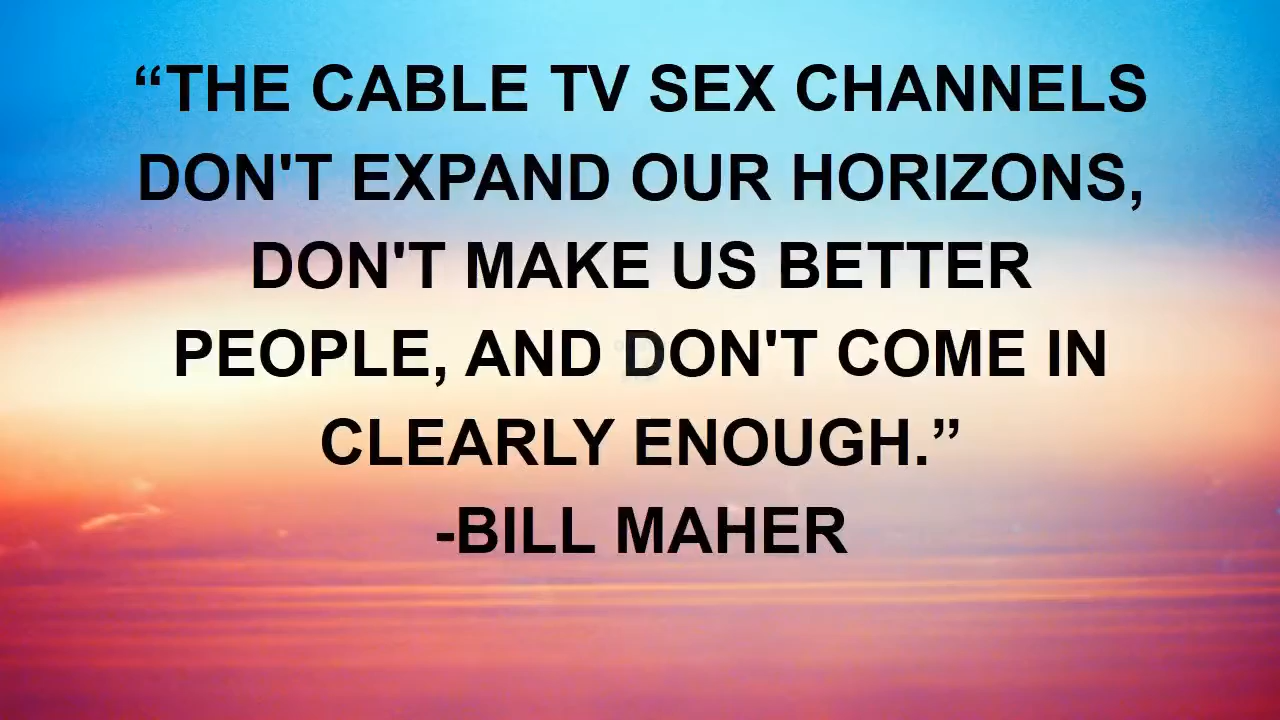 “THE CABLE TV SEX CHANNELS
DON'T EXPAND OUR HORIZONS,
DON'T MAKE US BETTER
PEOPLE, AND DON'T COME IN
CLEARLY ENOUGH.”
-BILL MAHER